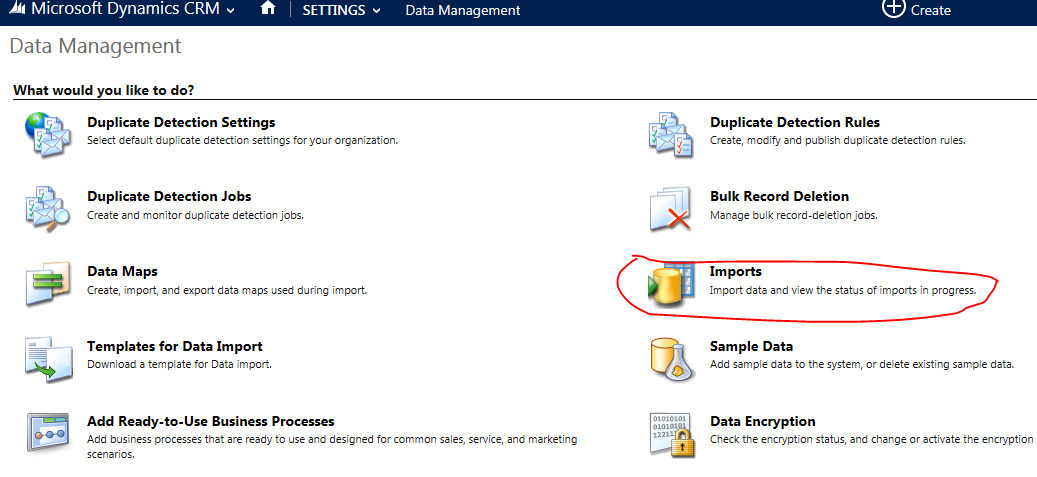 Microsoft Dynamics CRM SETTINGS Data Management Create
Data Management
What would you like to do?
Duplicate Detection Settings
Select default duplicate detection settings for your organization.
Duplicate Detection Rules
Create, modify and publish duplicate detection rules.
Duplicate Detection Jobs
Create and monitor duplicate detection jobs.
Bulk Record Deletion
Manage bulk record-deletion jobs.
Data Maps
Create, import, and export data maps used during import.
Imports
Import data and view the status of imports in progress.
Templates for Data Import
Download a template for Data import.
Sample Data
Add sample data to the system, or delete existing sample data.
Add Ready-to-Use Business Processes
Add business processes that are ready to use and designed for common sales, service, and marketing
scenarios.
Data Encryption
Check the encryption status, and change or activate the encryption